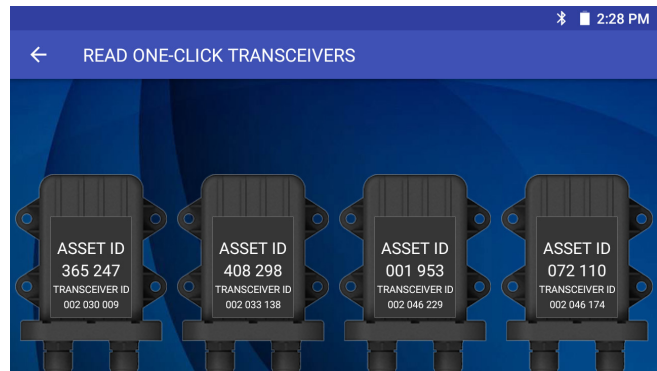 2:28 PM
READ ONE-CLICK TRANSCEIVERS
ASSET ID
365 247
TRANSCEIVER ID
002 030 009
ASSET ID
408 298
TRANSCEIVER ID
002 033 138
ASSET ID
001 953
TRANSCEIVER ID
002 046 229
ASSET ID
072 110
TRANSCEIVER ID
002 046 174